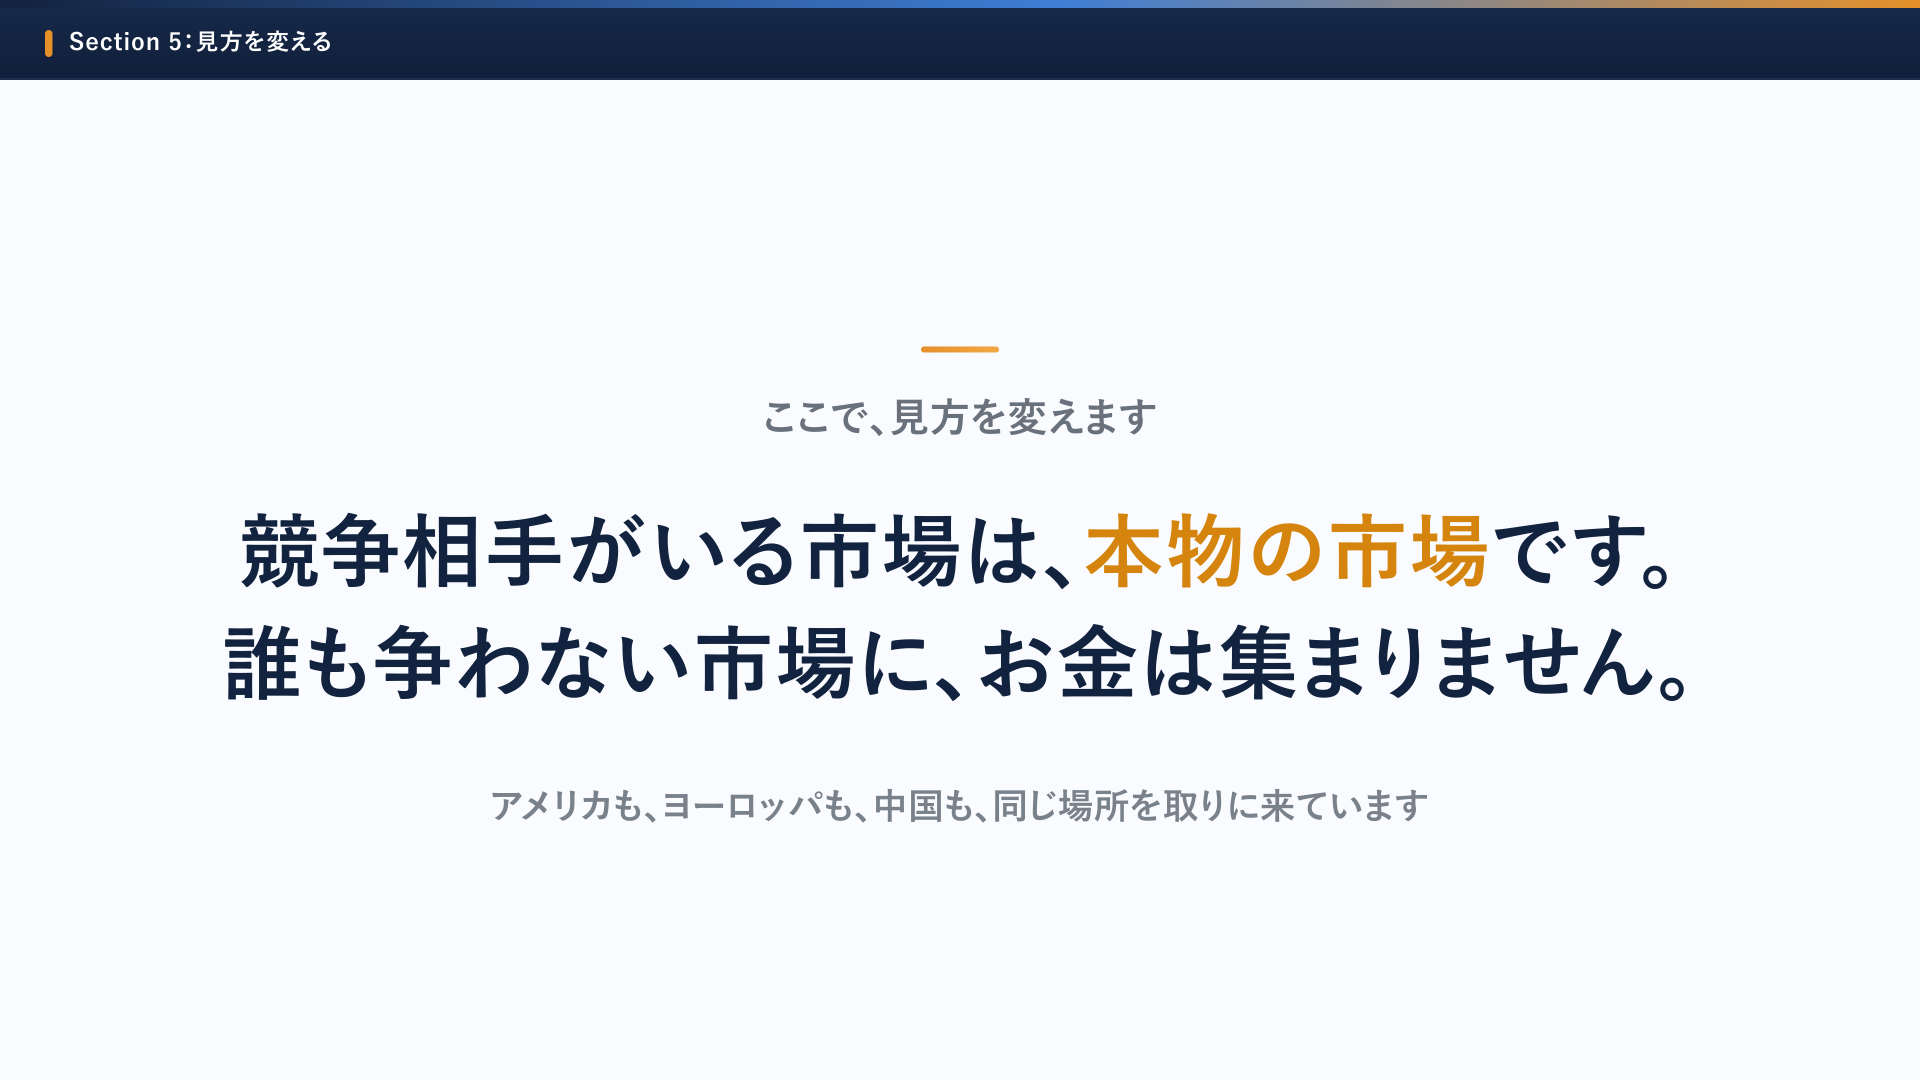 Section 5：見方を変える
ここで、見方を変えます
競争相手がいる市場は、本物の市場です。
誰も争わない市場に、お金は集まりません。
アメリカも、ヨーロッパも、中国も、同じ場所を取りに来ています